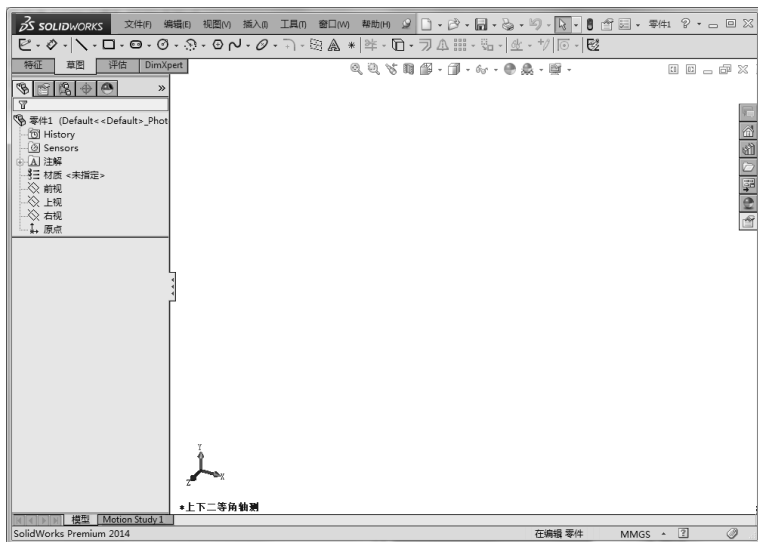 SOLIDWORKS 文件(F) 编辑(E) 视图(V) 插入(I) 工具(T) 窗口(W) 帮助(H) 零件1
特征 草图 评估 DimXpert
零件1 (Default<<Default>_Phot
History
Sensors
A 注解
材质 <未指定>
前视
上视
右视
原点
Y
X
Z
*上下二等角轴测
模型 Motion Study 1
SolidWorks Premium 2014 在编辑 零件 MMGS